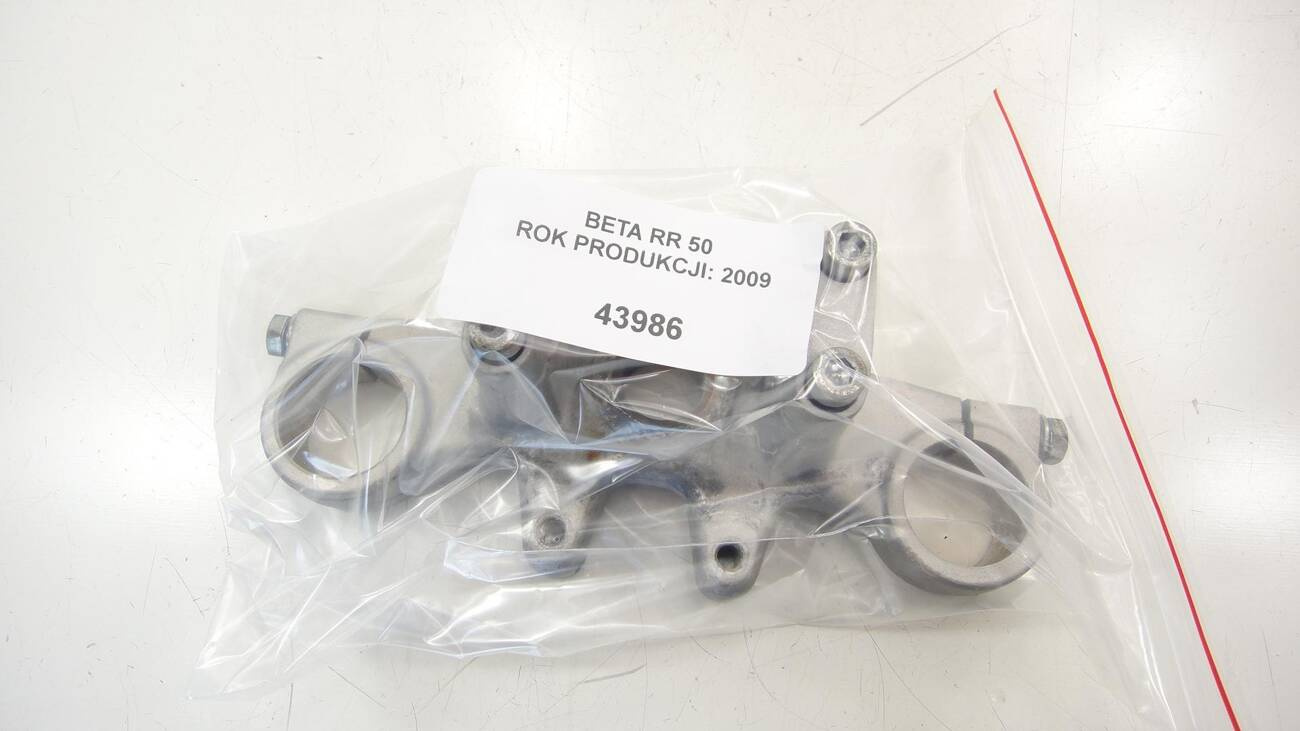 BETA RR 50
ROK PRODUKCJI: 2009
43986